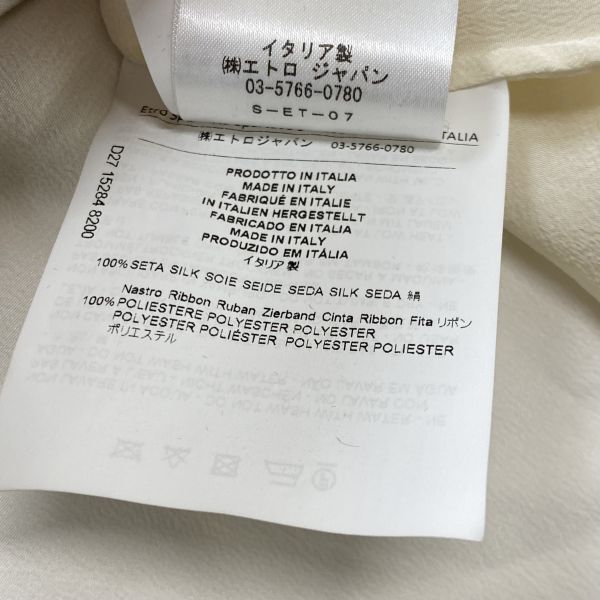 イタリア製
㈱エトロ ジャパン
03-5766-0780
S-ET-07
Etro ITALIA
㈱エトロジャパン 03-5766-0780
D27 15284 8200
PRODOTTO IN ITALIA
MADE IN ITALY
FABRIQUÉ EN ITALIE
IN ITALIEN HERGESTELLT
FABRICADO EN ITALIA
MADE IN ITALY
PRODUZIDO EM ITÁLIA
イタリア製
100% SETA SILK SOIE SEIDE SEDA SILK SEDA 絹
Nastro Ribbon Ruban Zierband Cinta Ribbon Fita リボン
100% POLIESTERE POLYESTER POLYESTER
POLYESTER POLIÉSTER POLYESTER POLIESTER
ポリエステル